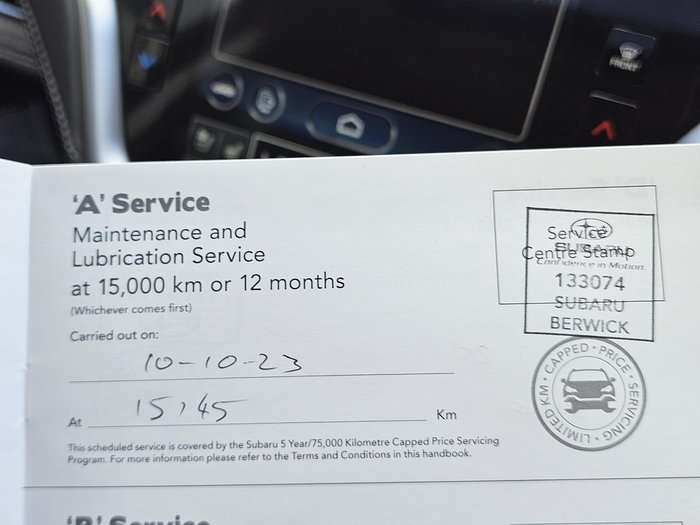 FRONT
'A' Service
Maintenance and
Lubrication Service
at 15,000 km or 12 months
(Whichever comes first)
Carried out on:
10-10-23
At 15,45 Km
This scheduled service is covered by the Subaru 5 Year/75,000 Kilometre Capped Price Servicing
Program. For more information please refer to the Terms and Conditions in this handbook.
Service
Centre Stamp
SUBARU
Confidence in Motion
133074
SUBARU
BERWICK
CAPPED • PRICE • SERVICING • LIMITED KM •
'B' Service